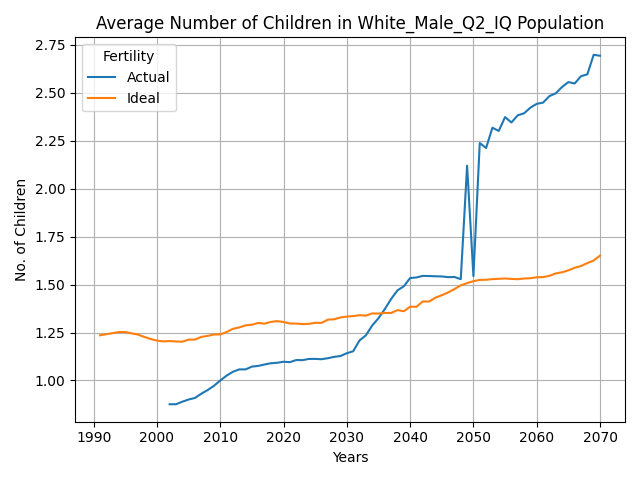 Average Number of Children in White_Male_Q2_IQ Population
Fertility
Actual
Ideal
No. of Children
2.75
2.50
2.25
2.00
1.75
1.50
1.25
1.00
1990 2000 2010 2020 2030 2040 2050 2060 2070
Years